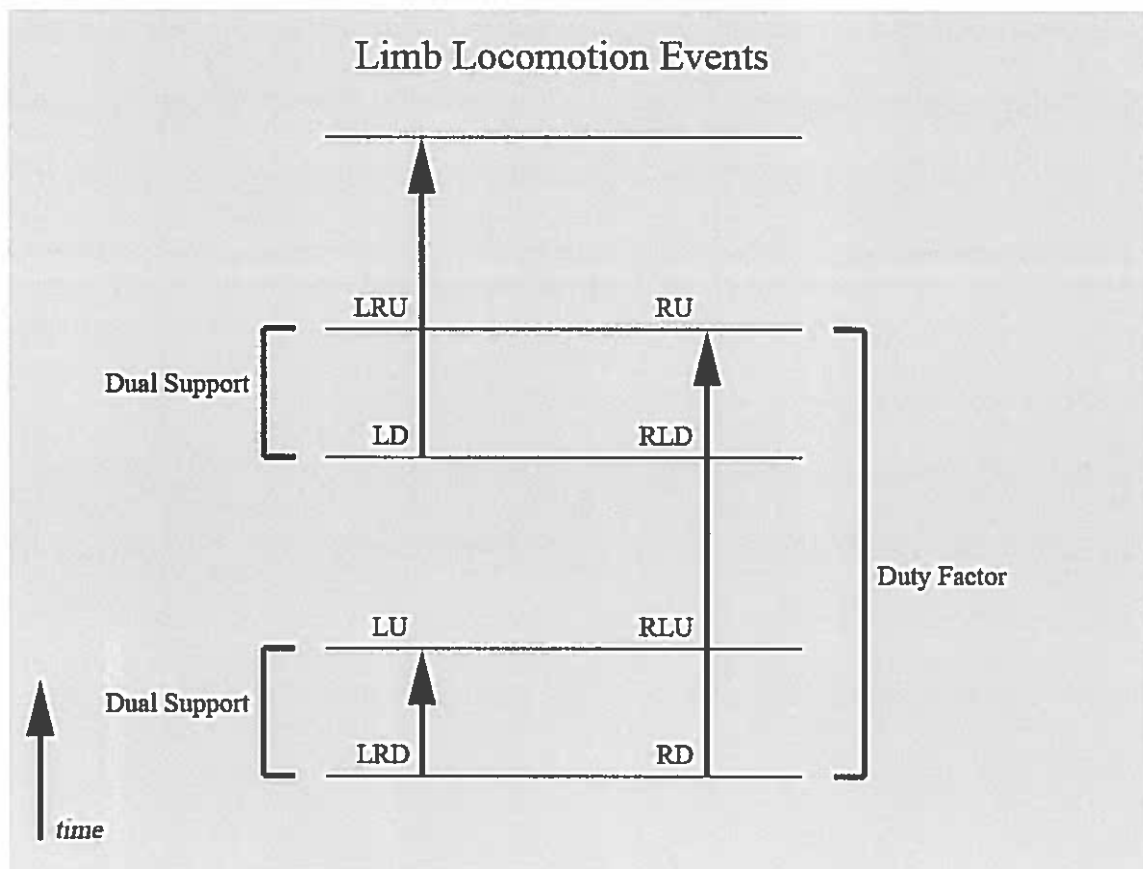 Limb Locomotion Events
LRU RU
Dual Support
LD RLD
Duty Factor
LU RLU
Dual Support
LRD RD
time